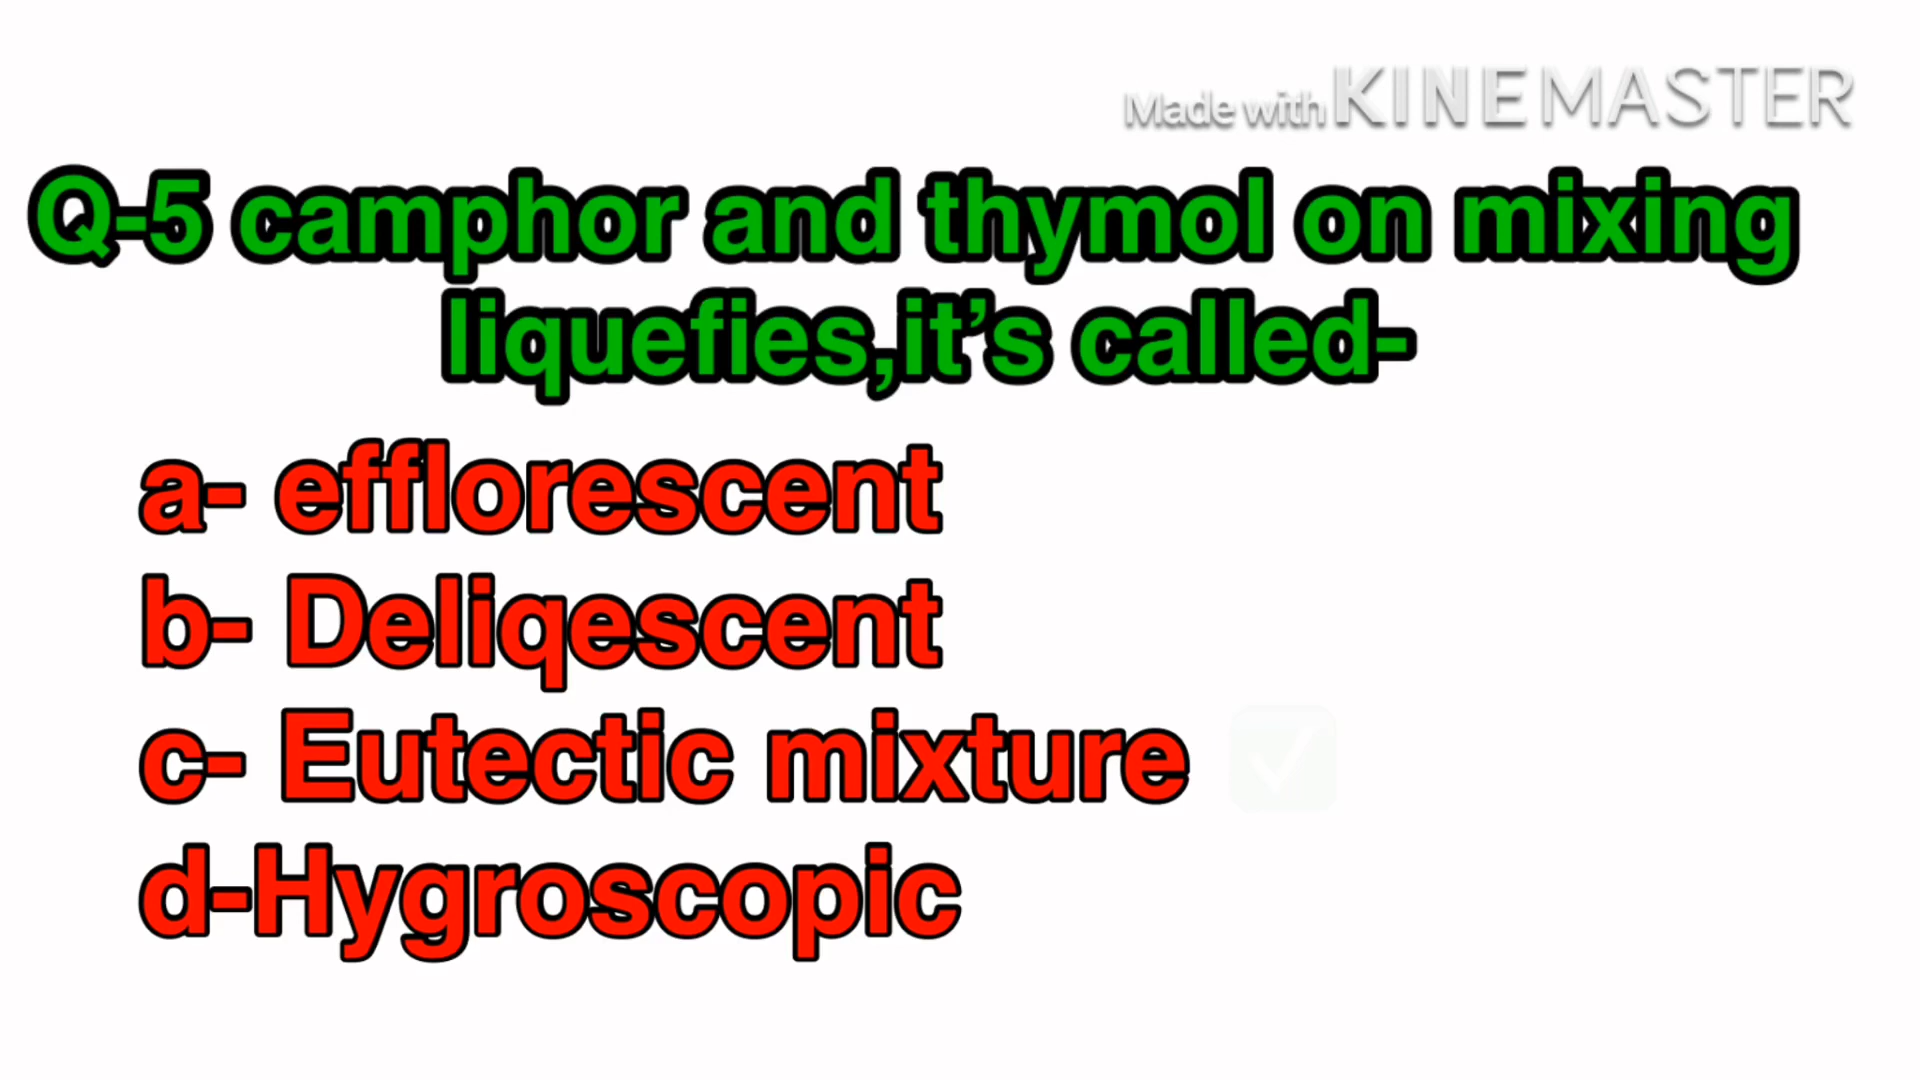 Made with KINEMASTER
Q-5 camphor and thymol on mixing
liquefies,it’s called-
a- efflorescent
b- Deliqescent
c- Eutectic mixture
d-Hygroscopic